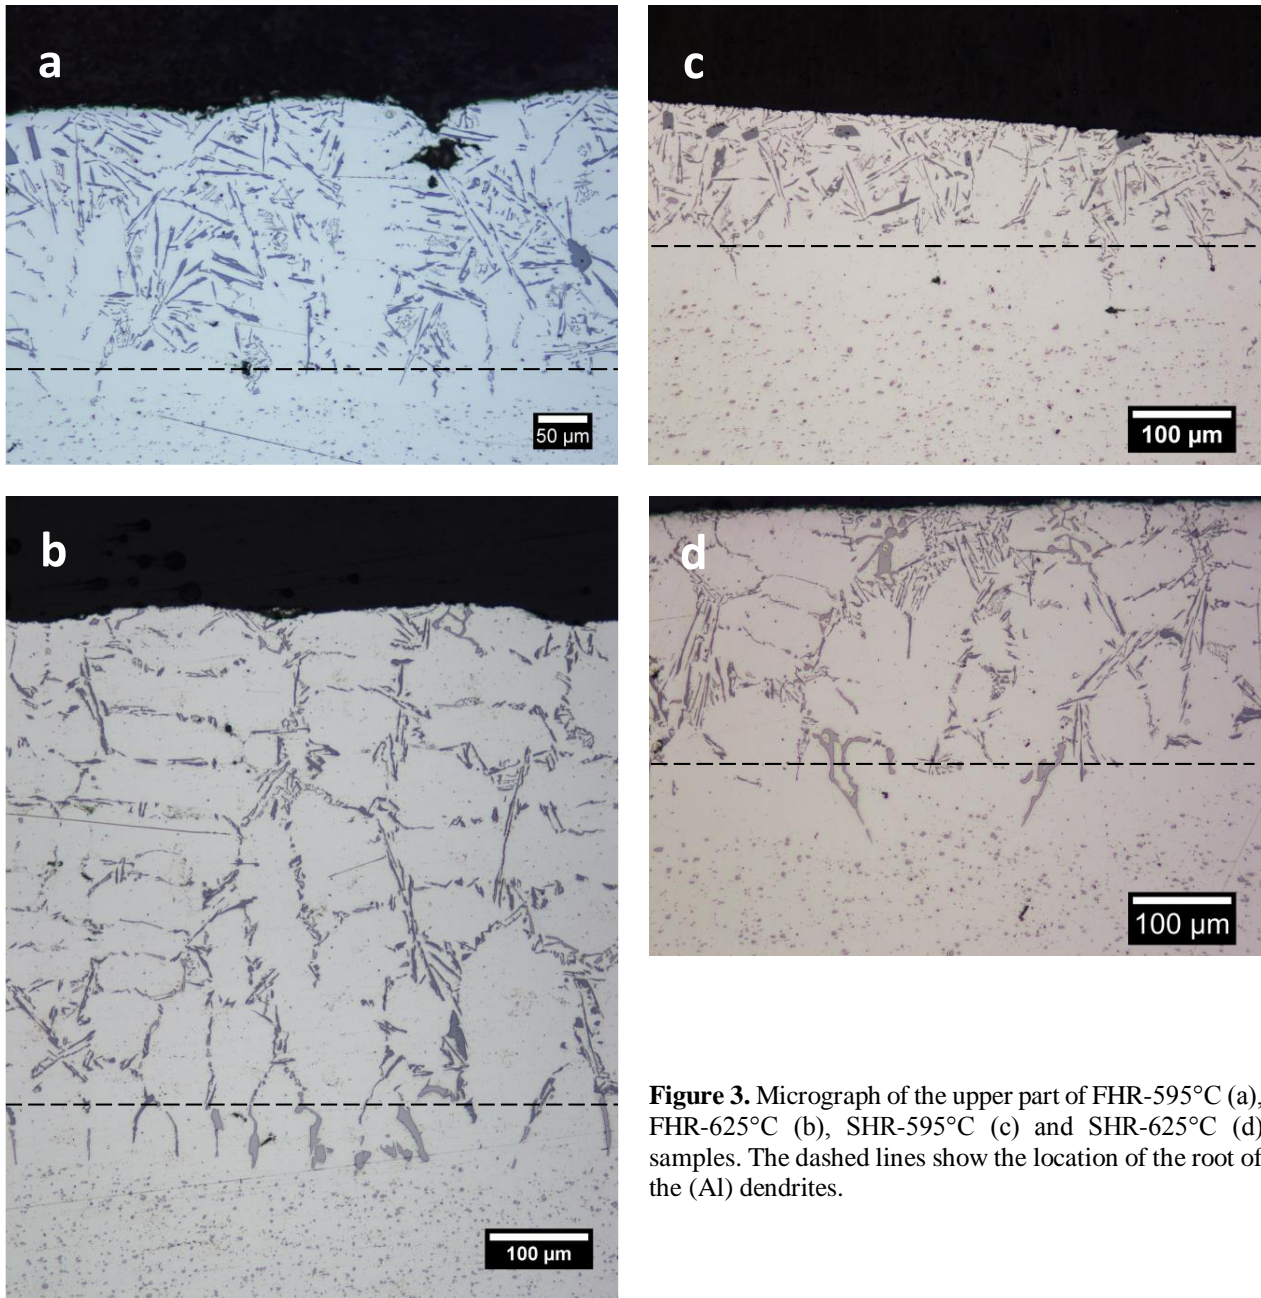 a
50 µm
c
100 µm
b
100 µm
d
100 µm
Figure 3. Micrograph of the upper part of FHR-595°C (a),
FHR-625°C (b), SHR-595°C (c) and SHR-625°C (d)
samples. The dashed lines show the location of the root of
the (Al) dendrites.